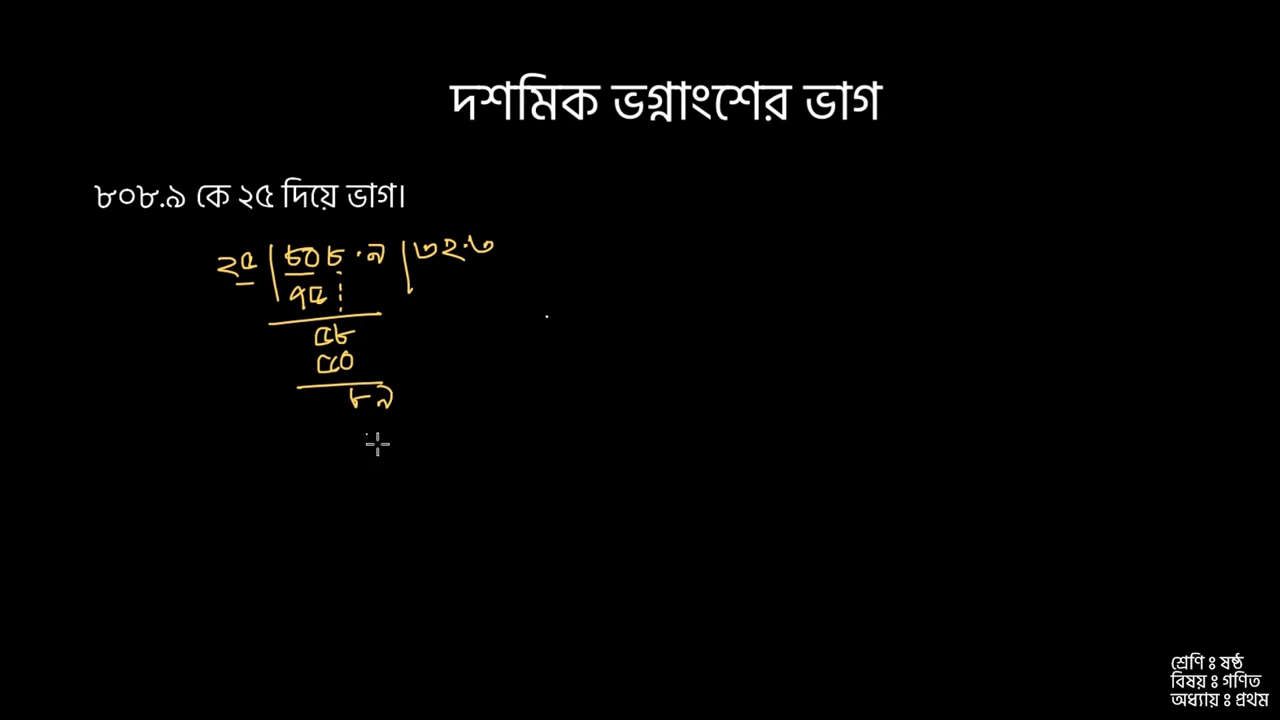 দশমিক ভগ্নাংশের ভাগ
৮০৮.৯ কে ২৫ দিয়ে ভাগ।
২৫ | ৮০৮.৯ | ৩২.৩
৭৫
৫৮
৫০
৮৯
শ্রেণি ঃ ষষ্ঠ
বিষয় ঃ গণিত
অধ্যায় ঃ প্রথম